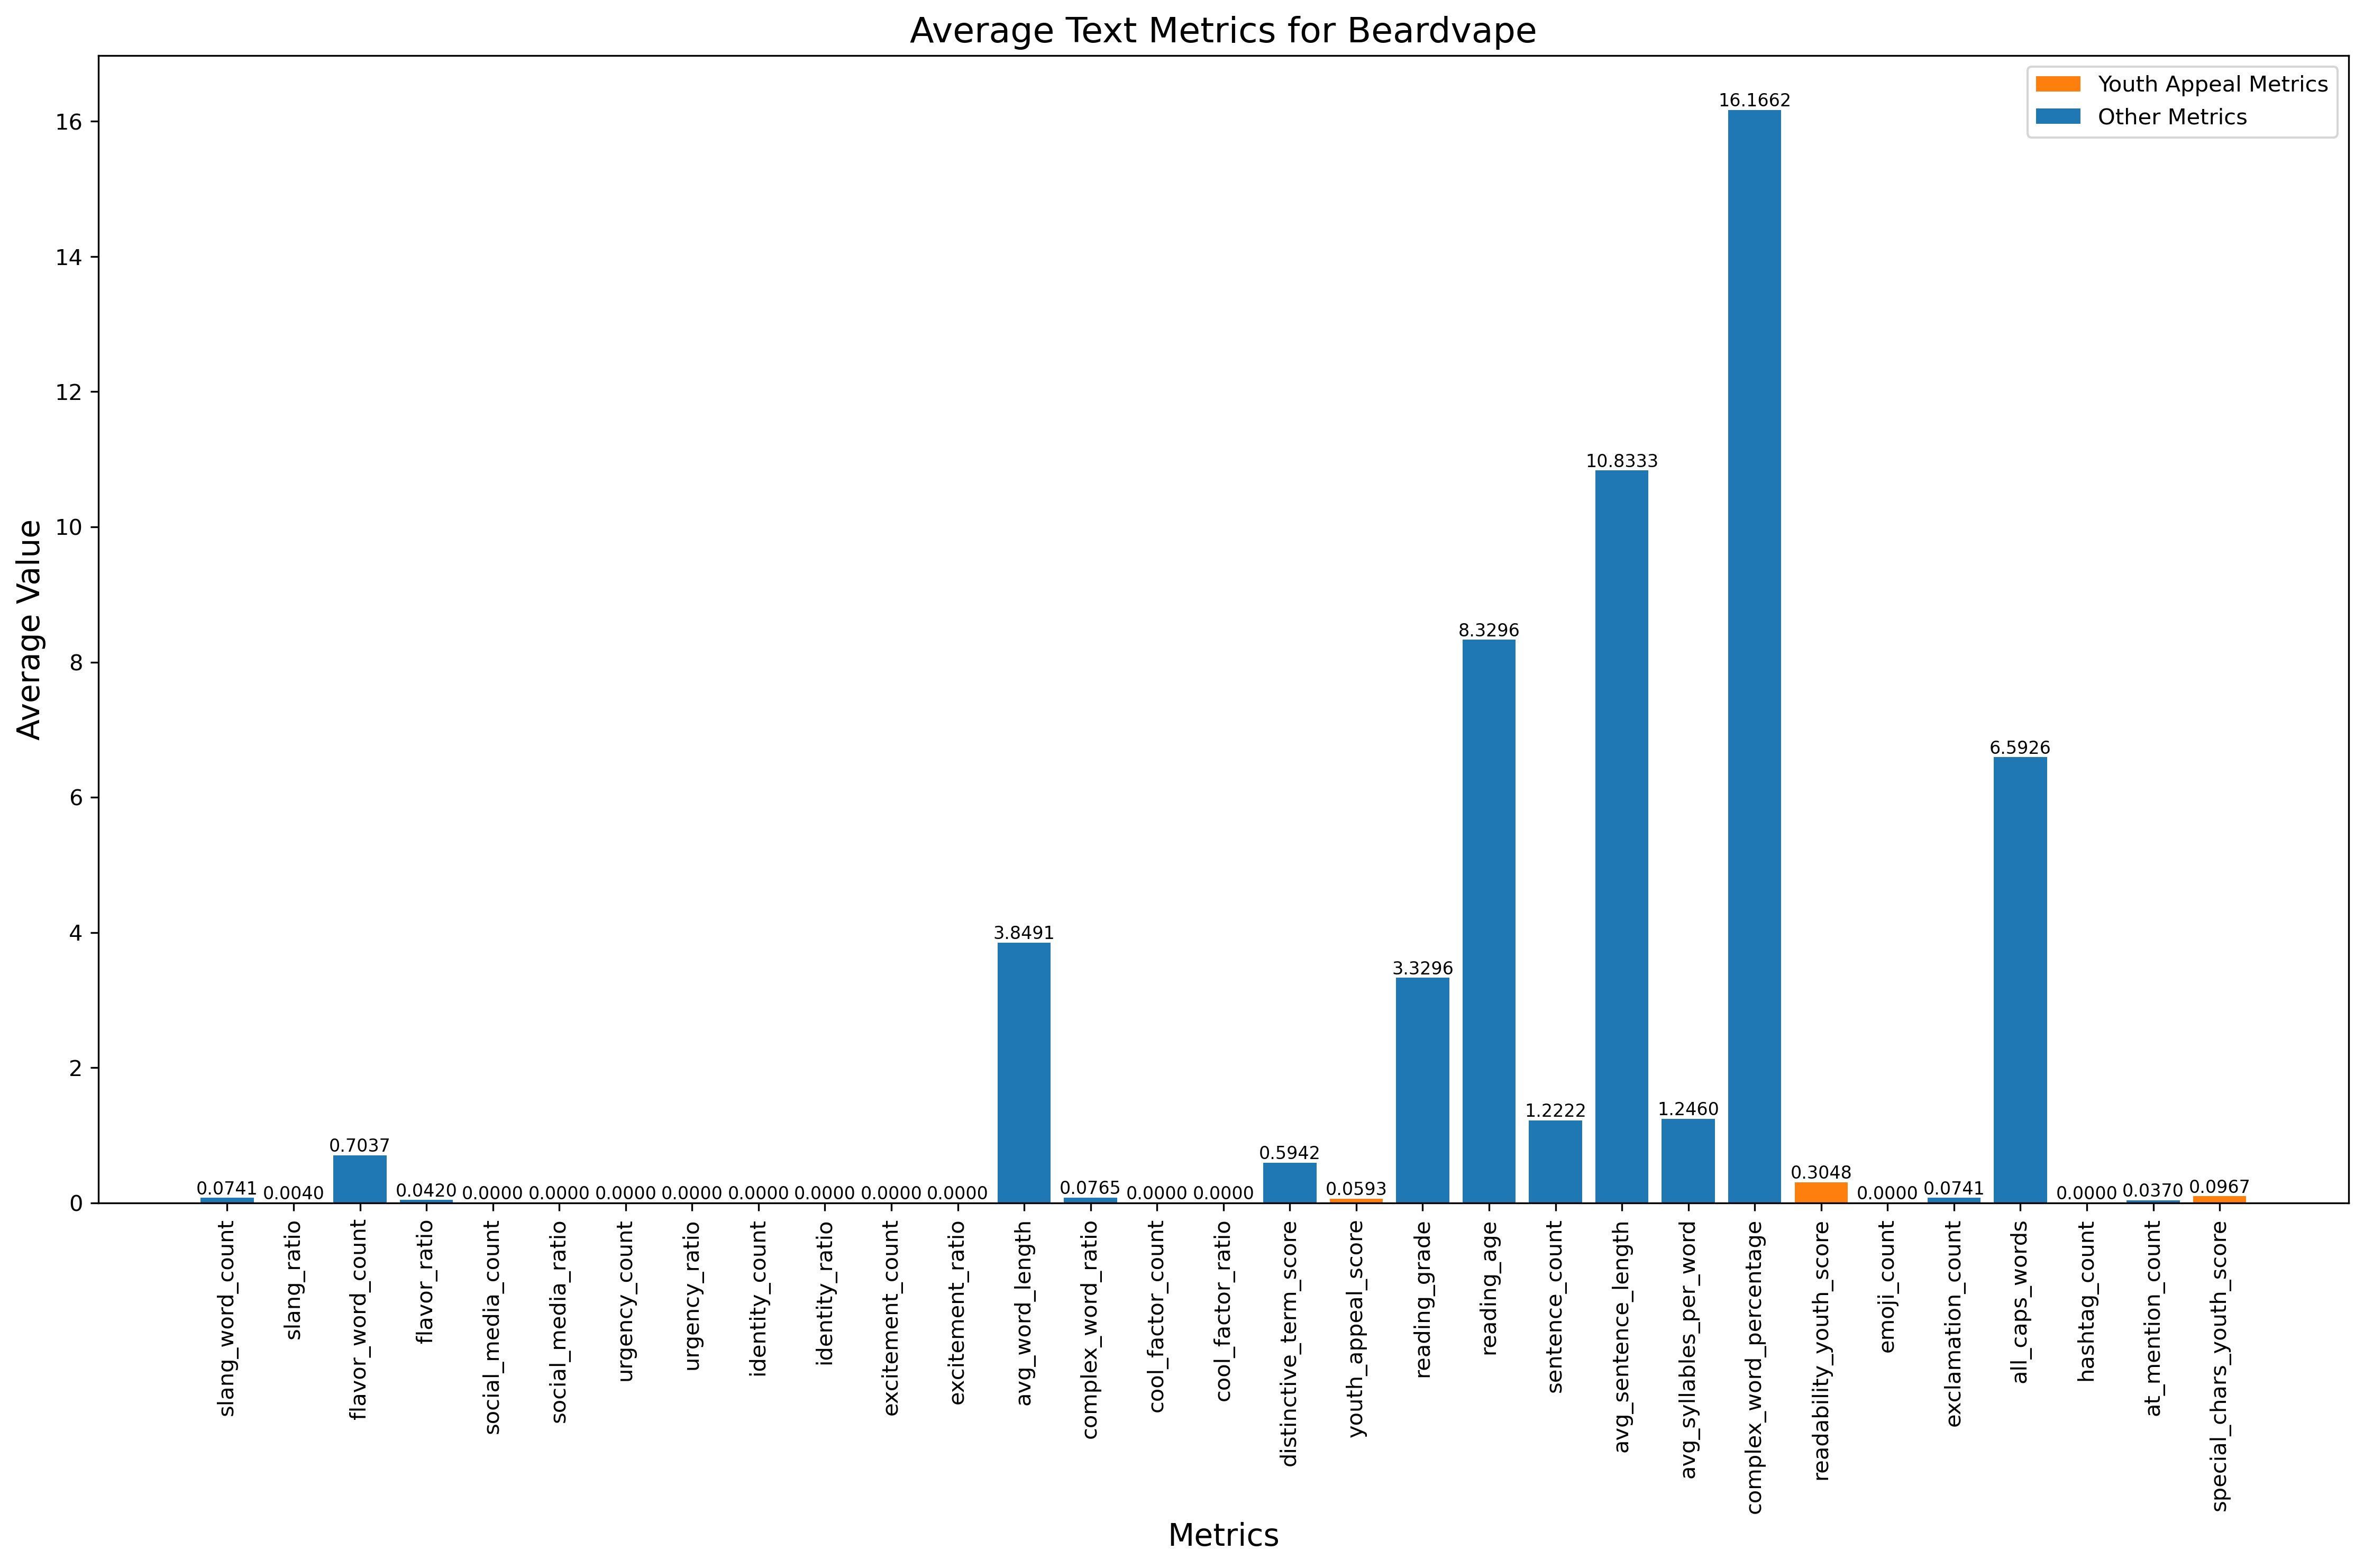 Average Text Metrics for Beardvape
Youth Appeal Metrics
Other Metrics
Average Value
16
14
12
10
8
6
4
2
0
0.0741
0.0040
0.7037
0.0420
0.0000
0.0000
0.0000
0.0000
0.0000
0.0000
0.0000
0.0000
3.8491
0.0765
0.0000
0.0000
0.5942
0.0593
3.3296
8.3296
1.2222
10.8333
1.2460
16.1662
0.3048
0.0000
0.0741
6.5926
0.0000
0.0370
0.0967
slang_word_count
slang_ratio
flavor_word_count
flavor_ratio
social_media_count
social_media_ratio
urgency_count
urgency_ratio
identity_count
identity_ratio
excitement_count
excitement_ratio
avg_word_length
complex_word_ratio
cool_factor_count
cool_factor_ratio
distinctive_term_score
youth_appeal_score
reading_grade
reading_age
sentence_count
avg_sentence_length
avg_syllables_per_word
complex_word_percentage
readability_youth_score
emoji_count
exclamation_count
all_caps_words
hashtag_count
at_mention_count
special_chars_youth_score
Metrics